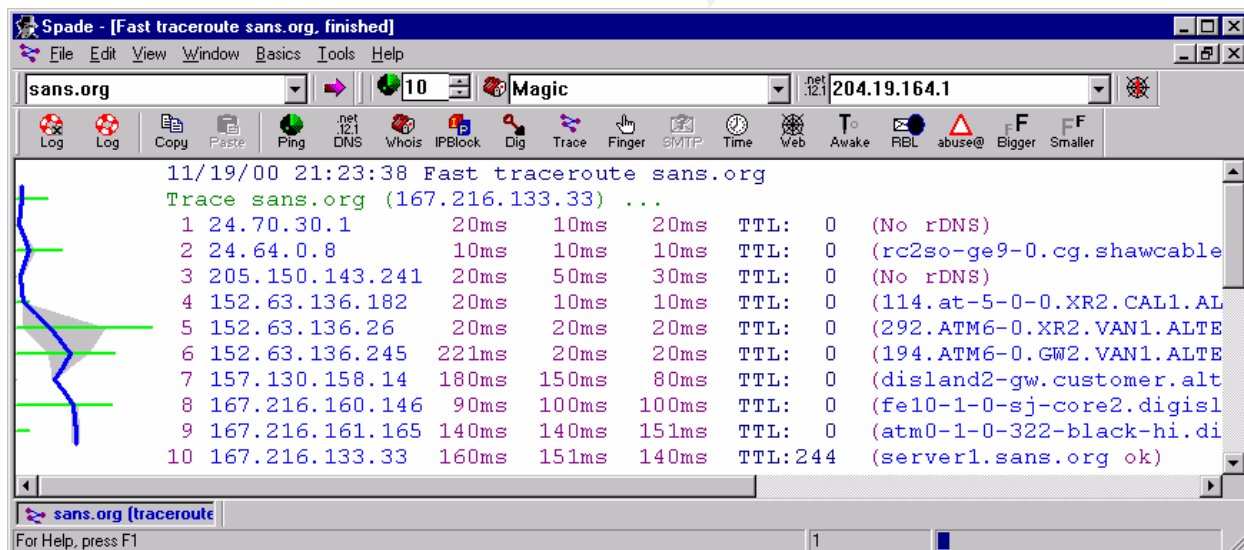 Spade - [Fast traceroute sans.org, finished]
File Edit View Window Basics Tools Help
sans.org 10 Magic .net 12.1 204.19.164.1
Log Log Copy Paste Ping .net 12.1 DNS Whois IPBlock Dig Trace Finger SMTP Time Web Awake RBL abuse@ Bigger Smaller
11/19/00 21:23:38 Fast traceroute sans.org
Trace sans.org (167.216.133.33) ...
1 24.70.30.1 20ms 10ms 20ms TTL: 0 (No rDNS)
2 24.64.0.8 10ms 10ms 10ms TTL: 0 (rc2so-ge9-0.cg.shawcable
3 205.150.143.241 20ms 50ms 30ms TTL: 0 (No rDNS)
4 152.63.136.182 20ms 10ms 10ms TTL: 0 (114.at-5-0-0.XR2.CAL1.AL
5 152.63.136.26 20ms 20ms 20ms TTL: 0 (292.ATM6-0.XR2.VAN1.ALTE
6 152.63.136.245 221ms 20ms 20ms TTL: 0 (194.ATM6-0.GW2.VAN1.ALTE
7 157.130.158.14 180ms 150ms 80ms TTL: 0 (disland2-gw.customer.alt
8 167.216.160.146 90ms 100ms 100ms TTL: 0 (fe10-1-0-sj-core2.digisl
9 167.216.161.165 140ms 140ms 151ms TTL: 0 (atm0-1-0-322-black-hi.di
10 167.216.133.33 160ms 151ms 140ms TTL:244 (server1.sans.org ok)
sans.org (traceroute
For Help, press F1 1